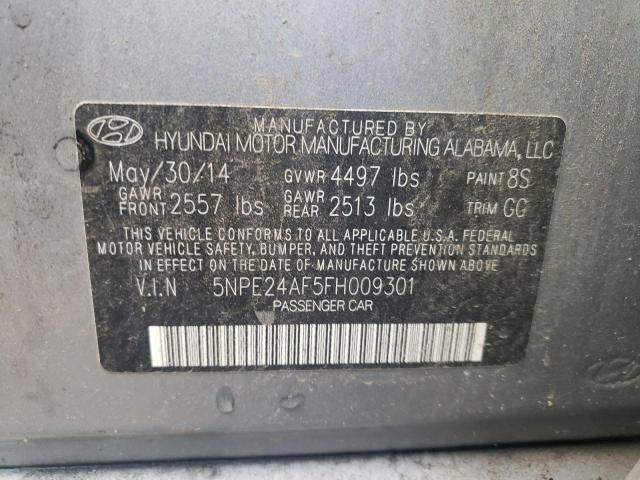 MANUFACTURED BY
HYUNDAI MOTOR MANUFACTURING ALABAMA, LLC
May/30/14 GVWR 4497 lbs PAINT 8S
GAWR FRONT 2557 lbs GAWR REAR 2513 lbs TRIM GG
THIS VEHICLE CONFORMS TO ALL APPLICABLE U.S.A. FEDERAL
MOTOR VEHICLE SAFETY, BUMPER, AND THEFT PREVENTION STANDARDS
IN EFFECT ON THE DATE OF MANUFACTURE SHOWN ABOVE.
V.I.N 5NPE24AF5FH009301
PASSENGER CAR